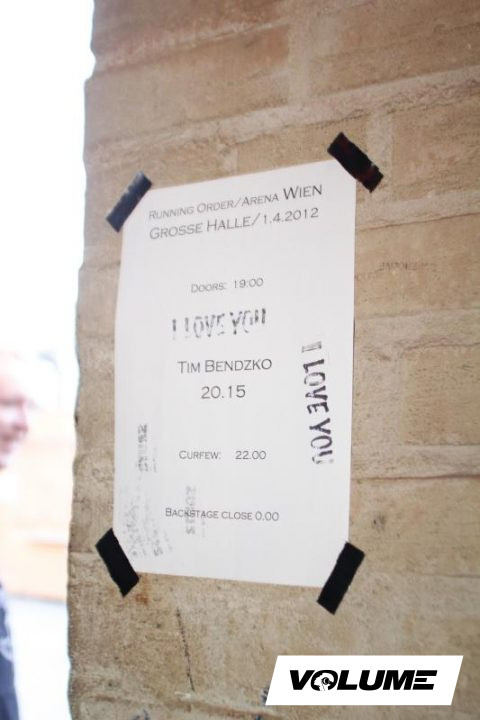 Running Order/Arena Wien
Grosse Halle/1.4.2012
Doors: 19:00
I LOVE YOU
Tim Bendzko
20.15
I LOVE YOU
Curfew: 22.00
Backstage close 0.00
VOLUME